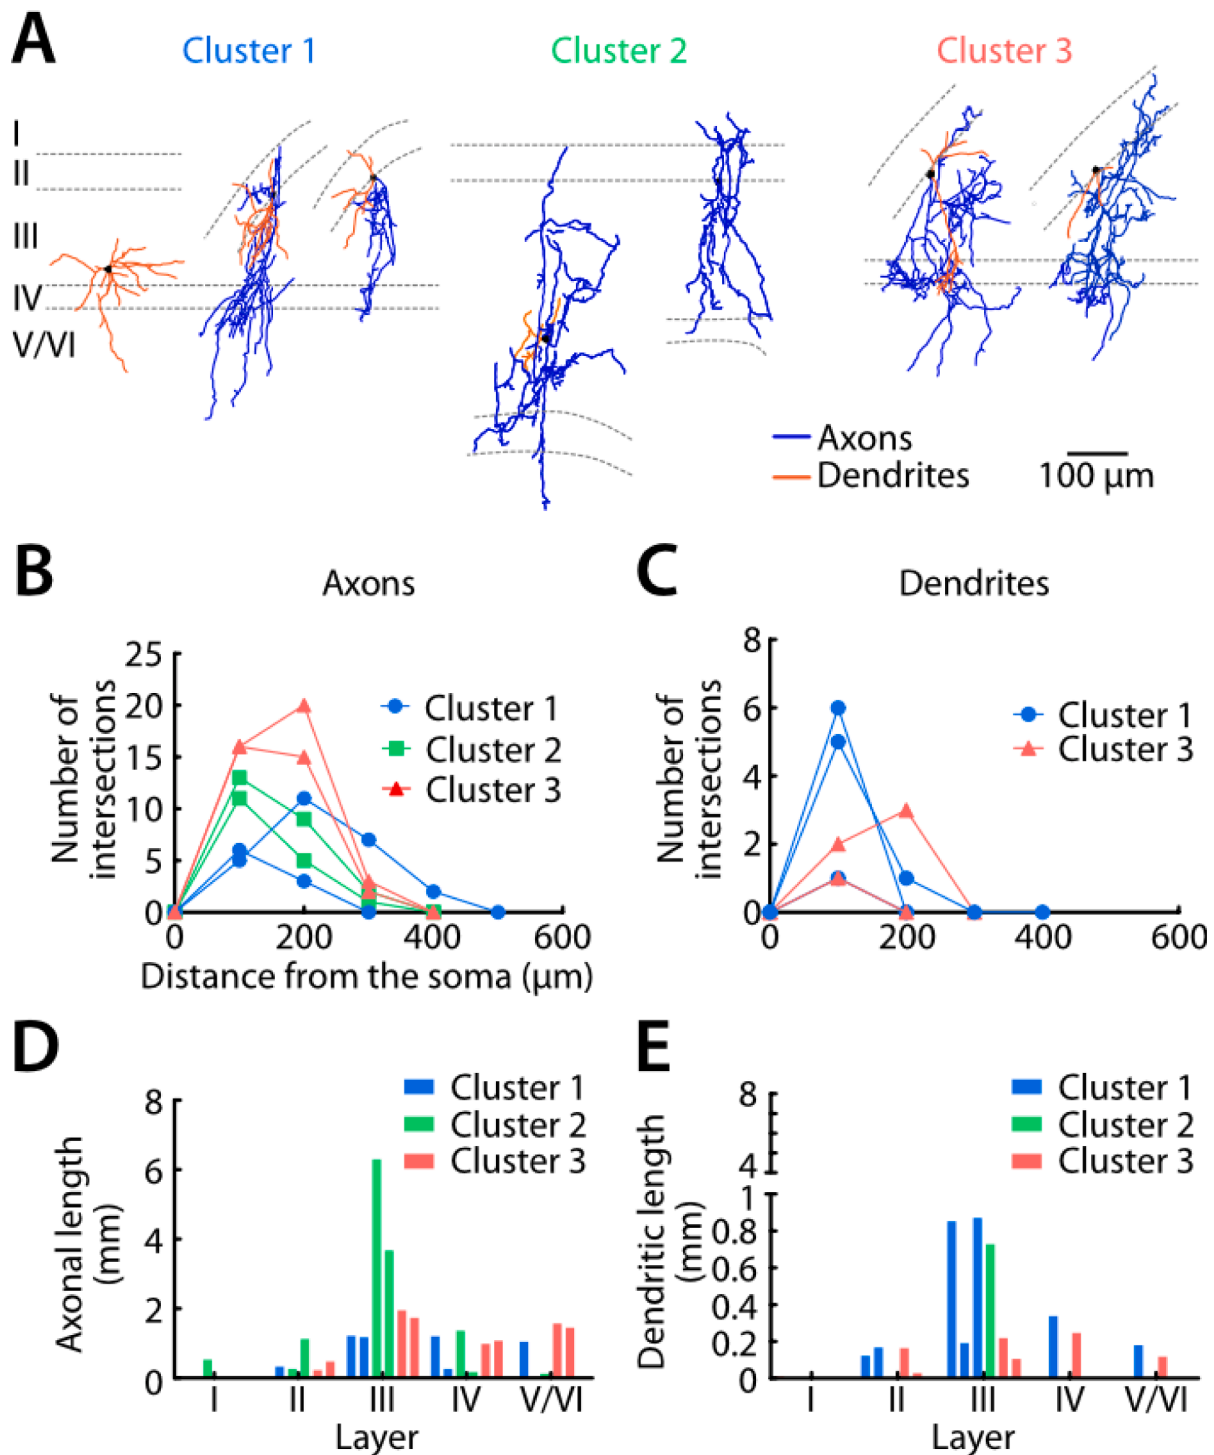 A
Cluster 1
Cluster 2
Cluster 3
I
II
III
IV
V/VI
Axons
Dendrites
100 µm
B
Axons
Number of
intersections
25
20
15
10
5
0
0
200
400
600
Distance from the soma (µm)
Cluster 1
Cluster 2
Cluster 3
C
Dendrites
Number of
intersections
8
6
4
2
0
0
200
400
600
Cluster 1
Cluster 3
D
Axonal length
(mm)
8
6
4
2
0
Cluster 1
Cluster 2
Cluster 3
I
II
III
IV
V/VI
Layer
E
Dendritic length
(mm)
8
4
1
0.8
0.6
0.4
0.2
0
Cluster 1
Cluster 2
Cluster 3
I
II
III
IV
V/VI
Layer